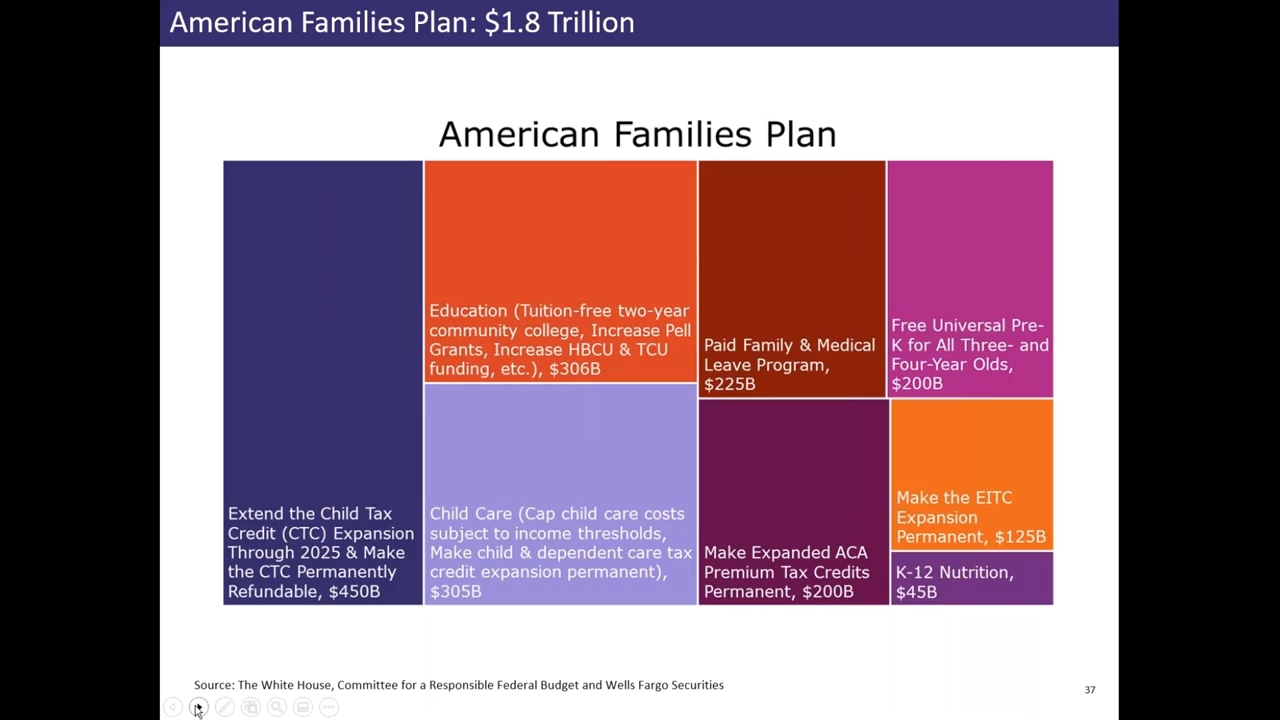 American Families Plan: $1.8 Trillion
American Families Plan
Extend the Child Tax
Credit (CTC) Expansion
Through 2025 & Make
the CTC Permanently
Refundable, $450B
Education (Tuition-free two-year
community college, Increase Pell
Grants, Increase HBCU & TCU
funding, etc.), $306B
Child Care (Cap child care costs
subject to income thresholds,
Make child & dependent care tax
credit expansion permanent),
$305B
Paid Family & Medical
Leave Program,
$225B
Free Universal Pre-
K for All Three- and
Four-Year Olds,
$200B
Make Expanded ACA
Premium Tax Credits
Permanent, $200B
Make the EITC
Expansion
Permanent, $125B
K-12 Nutrition,
$45B
Source: The White House, Committee for a Responsible Federal Budget and Wells Fargo Securities
37